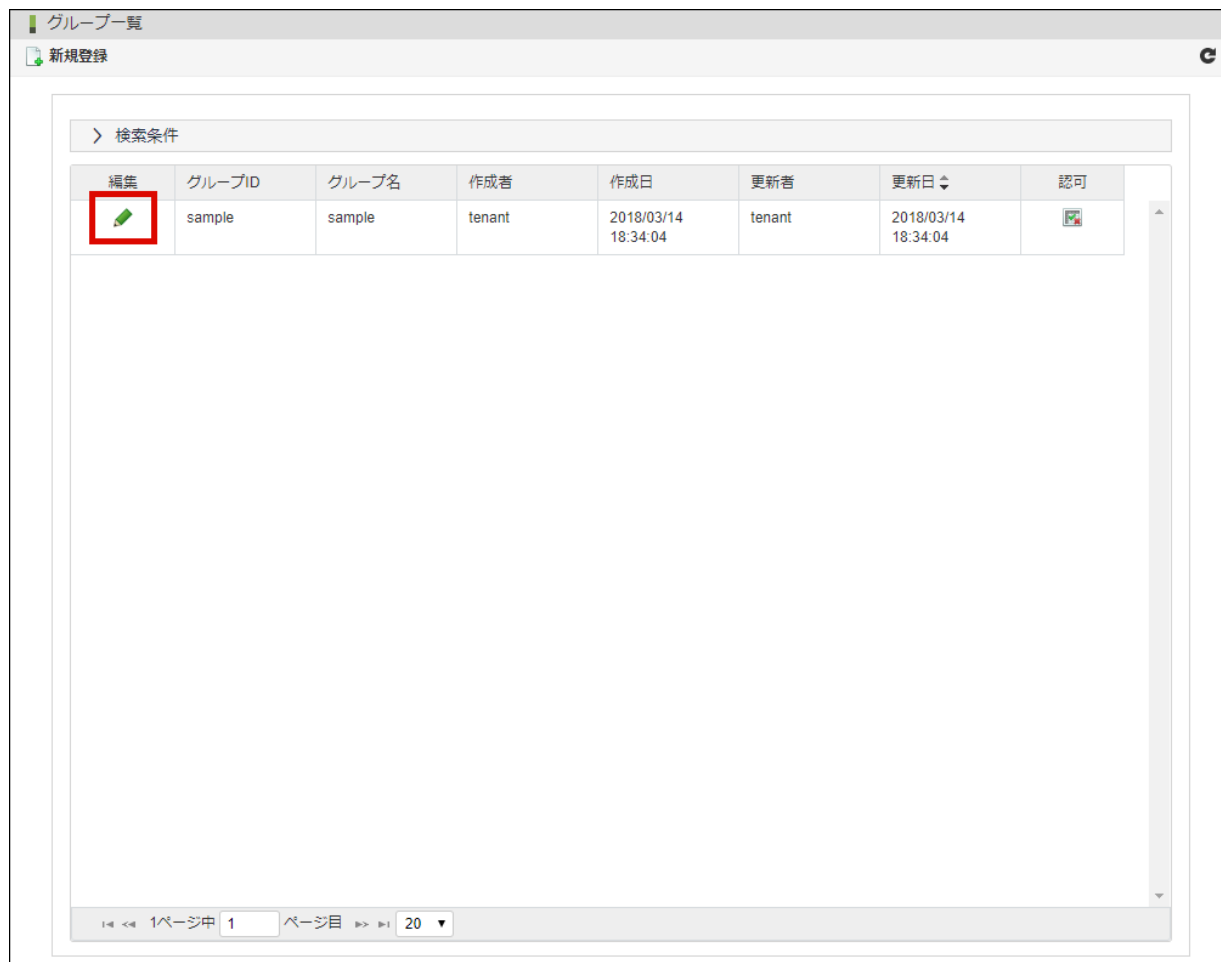 グループ一覧
新規登録
検索条件
編集 グループID グループ名 作成者 作成日 更新者 更新日 認可
sample sample tenant 2018/03/14 18:34:04 tenant 2018/03/14 18:34:04
1ページ中 1 ページ目 20